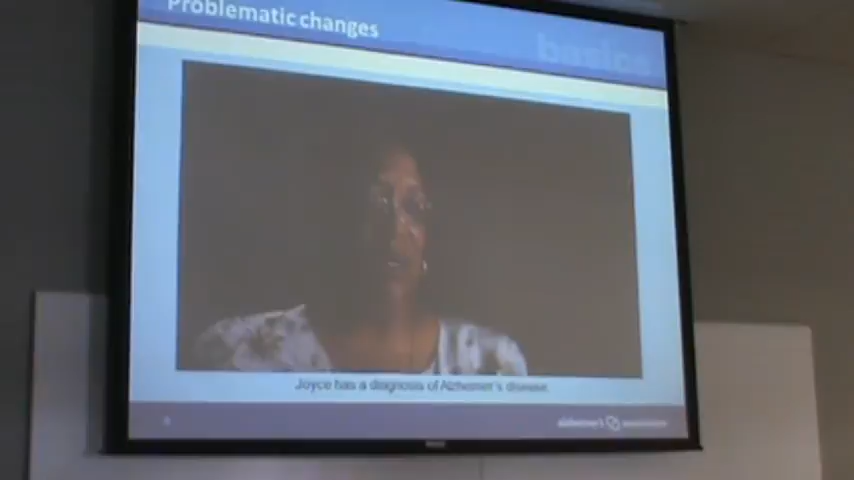 Problematic changes
basics
Joyce has a diagnosis of Alzheimer's disease.
alzheimer's association